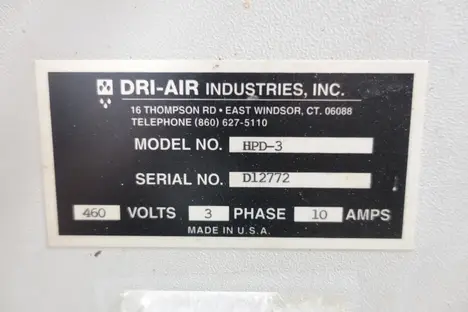 DRI-AIR INDUSTRIES, INC.
16 THOMPSON RD • EAST WINDSOR, CT. 06088
TELEPHONE (860) 627-5110
MODEL NO. HPD-3
SERIAL NO. D12772
460 VOLTS 3 PHASE 10 AMPS
MADE IN U.S.A.